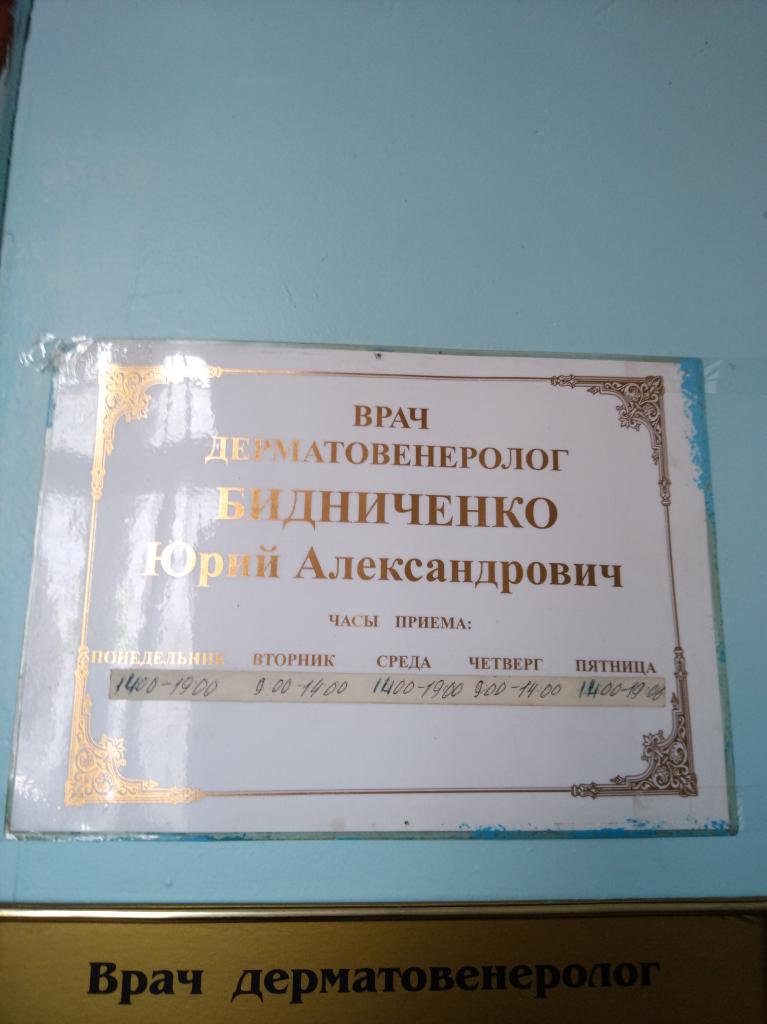 ВРАЧ
ДЕРМАТОВЕНЕРОЛОГ
БИДНИЧЕНКО
Юрий Александрович
ЧАСЫ ПРИЕМА:
ПОНЕДЕЛЬНИК ВТОРНИК СРЕДА ЧЕТВЕРГ ПЯТНИЦА
1400-1900 9:00-14:00 1400-1900 9:00-14:00 1400-1900
Врач дерматовенеролог